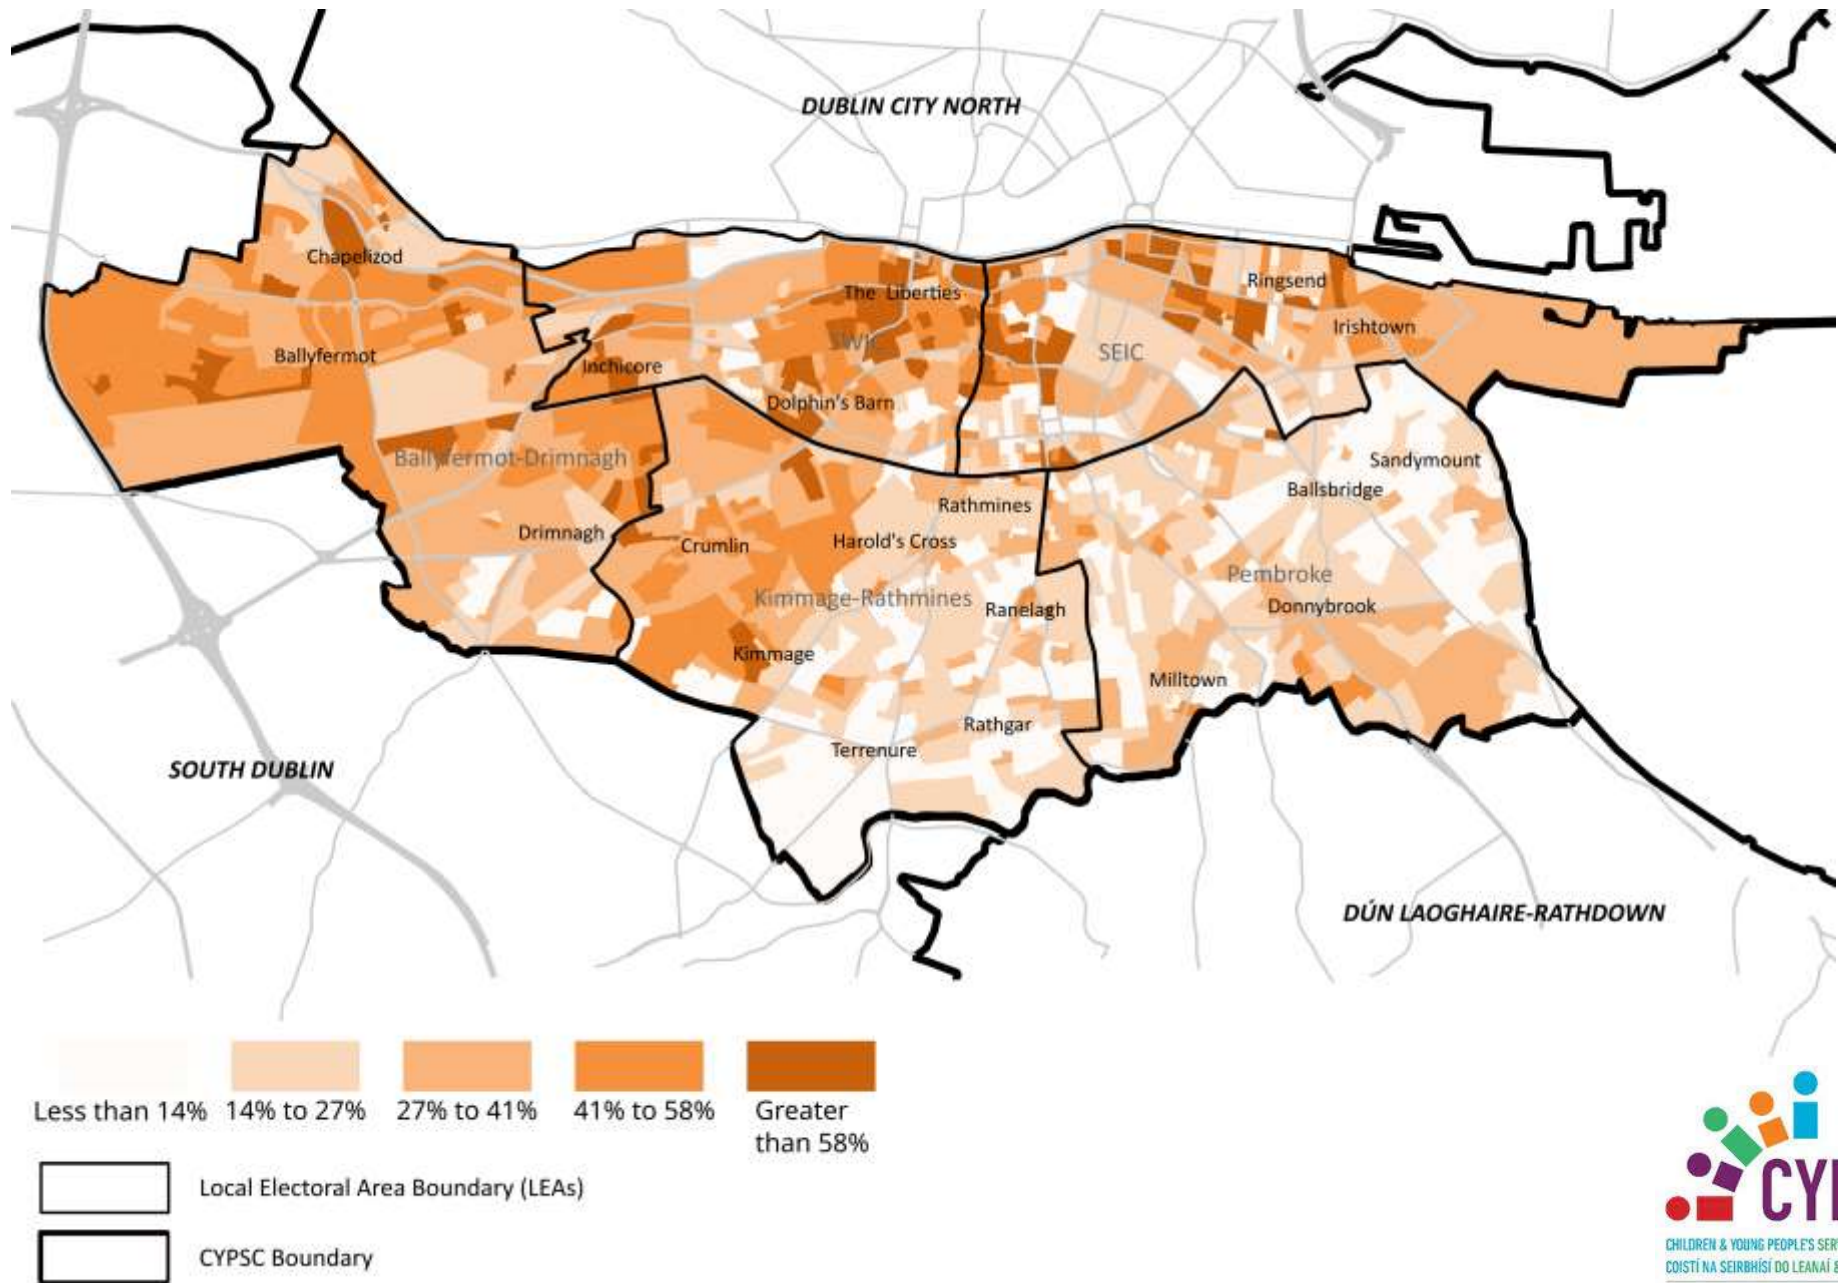 DUBLIN CITY NORTH
Chapelizod
Ringsend
The Liberties
Irishtown
SWIC
SEIC
Ballyfermot
Inchicore
Dolphin's Barn
Ballyfermot-Drimnagh
Sandymount
Ballsbridge
Rathmines
Drimnagh
Crumlin
Harold's Cross
Pembroke
Kimmage-Rathmines
Ranelagh
Donnybrook
Kimmage
Milltown
Rathgar
Terrenure
SOUTH DUBLIN
DÚN LAOGHAIRE-RATHDOWN
Less than 14%
14% to 27%
27% to 41%
41% to 58%
Greater
than 58%
Local Electoral Area Boundary (LEAs)
CYPSC Boundary
CY
CHILDREN & YOUNG PEOPLE'S SER
COISTÍ NA SEIRBHÍSÍ DO LEANAÍ &